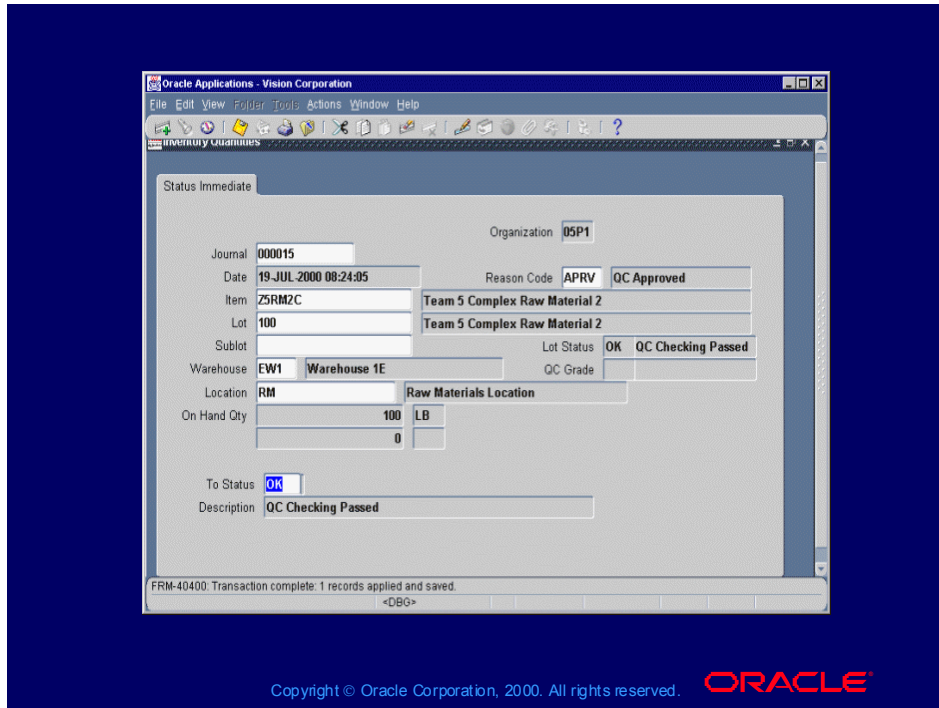 Oracle Applications - Vision Corporation
File Edit View Folder Tools Actions Window Help
Inventory Quantities
Status Immediate
Organization 05P1
Journal 000015
Date 19-JUL-2000 08:24:05 Reason Code APRV QC Approved
Item Z5RM2C Team 5 Complex Raw Material 2
Lot 100 Team 5 Complex Raw Material 2
Sublot Lot Status OK QC Checking Passed
Warehouse EW1 Warehouse 1E QC Grade
Location RM Raw Materials Location
On Hand Qty 100 LB
0
To Status OK
Description QC Checking Passed
FRM-40400: Transaction complete: 1 records applied and saved.
<DBG>
Copyright © Oracle Corporation, 2000. All rights reserved. ORACLE®